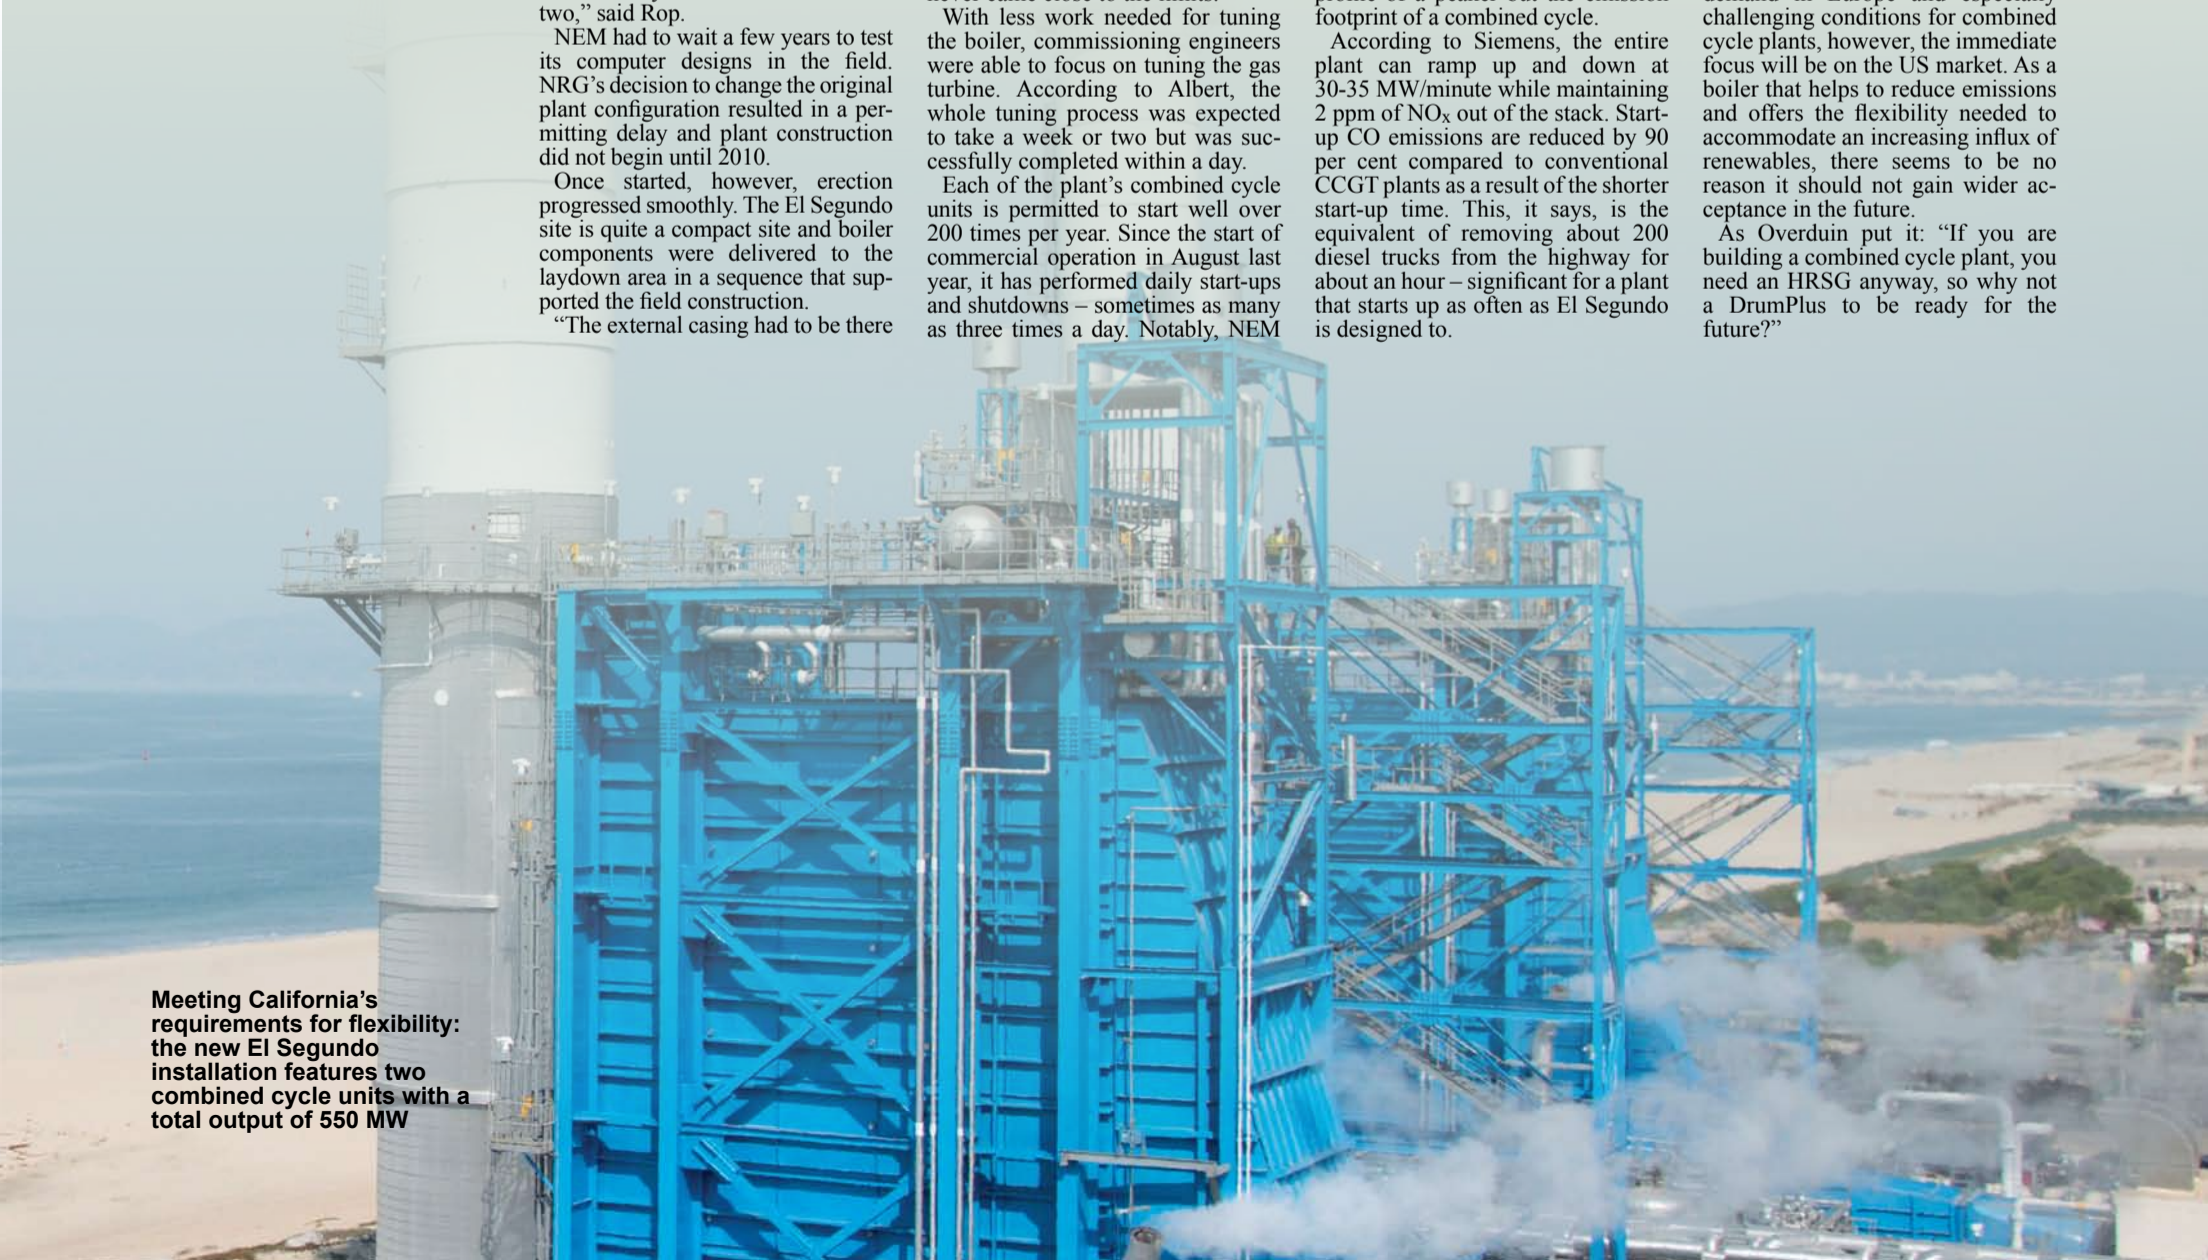 two,” said Rop.
NEM had to wait a few years to test
its computer designs in the field.
NRG’s decision to change the original
plant configuration resulted in a per-
mitting delay and plant construction
did not begin until 2010.
Once started, however, erection
progressed smoothly. The El Segundo
site is quite a compact site and boiler
components were delivered to the
laydown area in a sequence that sup-
ported the field construction.
“The external casing had to be there
With less work needed for tuning
the boiler, commissioning engineers
were able to focus on tuning the gas
turbine. According to Albert, the
whole tuning process was expected
to take a week or two but was suc-
cessfully completed within a day.
Each of the plant’s combined cycle
units is permitted to start well over
200 times per year. Since the start of
commercial operation in August last
year, it has performed daily start-ups
and shutdowns – sometimes as many
as three times a day. Notably, NEM
footprint of a combined cycle.
According to Siemens, the entire
plant can ramp up and down at
30-35 MW/minute while maintaining
2 ppm of NOₓ out of the stack. Start-
up CO emissions are reduced by 90
per cent compared to conventional
CCGT plants as a result of the shorter
start-up time. This, it says, is the
equivalent of removing about 200
diesel trucks from the highway for
about an hour – significant for a plant
that starts up as often as El Segundo
is designed to.
challenging conditions for combined
cycle plants, however, the immediate
focus will be on the US market. As a
boiler that helps to reduce emissions
and offers the flexibility needed to
accommodate an increasing influx of
renewables, there seems to be no
reason it should not gain wider ac-
ceptance in the future.
As Overduin put it: “If you are
building a combined cycle plant, you
need an HRSG anyway, so why not
a DrumPlus to be ready for the
future?”
Meeting California’s
requirements for flexibility:
the new El Segundo
installation features two
combined cycle units with a
total output of 550 MW